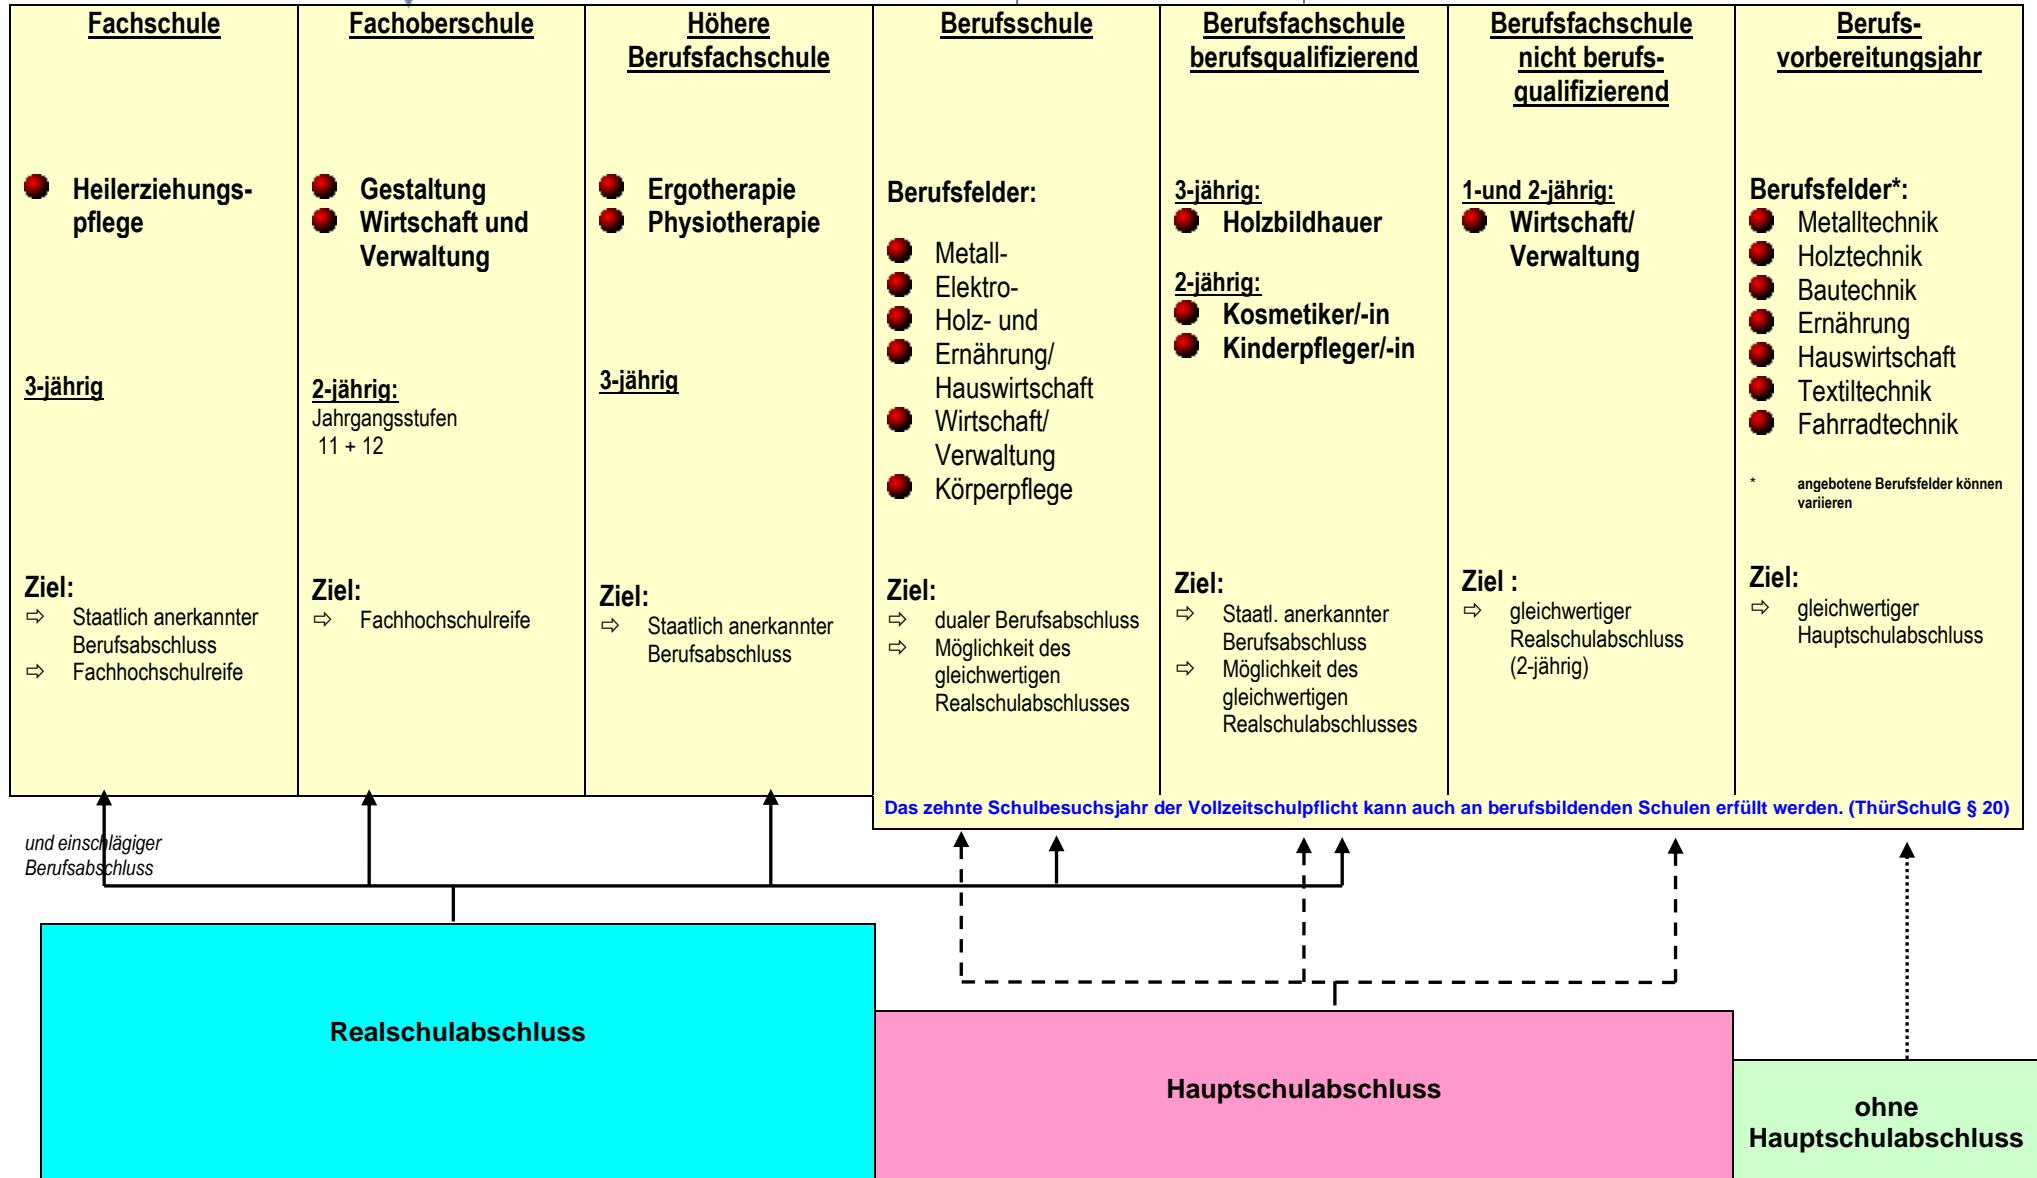 Fachschule
Heilerziehungs-
pflege
3-jährig
Ziel:
⇨ Staatlich anerkannter
Berufsabschluss
⇨ Fachhochschulreife
Fachoberschule
Gestaltung
Wirtschaft und
Verwaltung
2-jährig:
Jahrgangsstufen
11 + 12
Ziel:
⇨ Fachhochschulreife
Höhere
Berufsfachschule
Ergotherapie
Physiotherapie
3-jährig
Ziel:
⇨ Staatlich anerkannter
Berufsabschluss
Berufsschule
Berufsfelder:
Metall-
Elektro-
Holz- und
Ernährung/
Hauswirtschaft
Wirtschaft/
Verwaltung
Körperpflege
Ziel:
⇨ dualer Berufsabschluss
⇨ Möglichkeit des
gleichwertigen
Realschulabschlusses
Berufsfachschule
berufsqualifizierend
3-jährig:
Holzbildhauer
2-jährig:
Kosmetiker/-in
Kinderpfleger/-in
Ziel:
⇨ Staatl. anerkannter
Berufsabschluss
⇨ Möglichkeit des
gleichwertigen
Realschulabschlusses
Berufsfachschule
nicht berufs-
qualifizierend
1-und 2-jährig:
Wirtschaft/
Verwaltung
Ziel :
⇨ gleichwertiger
Realschulabschluss
(2-jährig)
Berufs-
vorbereitungsjahr
Berufsfelder*:
Metalltechnik
Holztechnik
Bautechnik
Ernährung
Hauswirtschaft
Textiltechnik
Fahrradtechnik
* angebotene Berufsfelder können
variieren
Ziel:
⇨ gleichwertiger
Hauptschulabschluss
Das zehnte Schulbesuchsjahr der Vollzeitschulpflicht kann auch an berufsbildenden Schulen erfüllt werden. (ThürSchulG § 20)
und einschlägiger
Berufsabschluss
Realschulabschluss
Hauptschulabschluss
ohne
Hauptschulabschluss